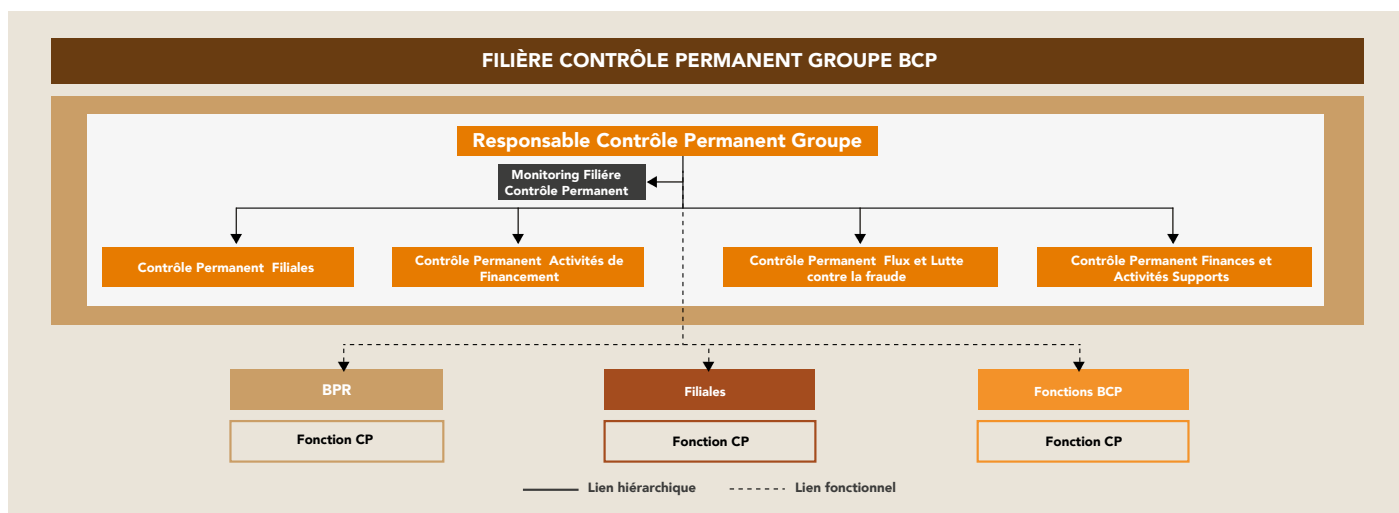 FILIÈRE CONTRÔLE PERMANENT GROUPE BCP
Responsable Contrôle Permanent Groupe
Monitoring Filiére
Contrôle Permanent
Contrôle Permanent Filiales
Contrôle Permanent Activités de
Financement
Contrôle Permanent Flux et Lutte
contre la fraude
Contrôle Permanent Finances et
Activités Supports
BPR
Filiales
Fonctions BCP
Fonction CP
Fonction CP
Fonction CP
Lien hiérarchique
Lien fonctionnel